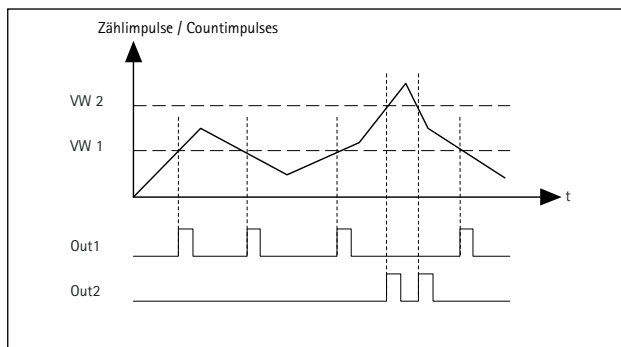 Zählimpulse / Countimpulses
VW 2
VW 1
t
Out1
Out2